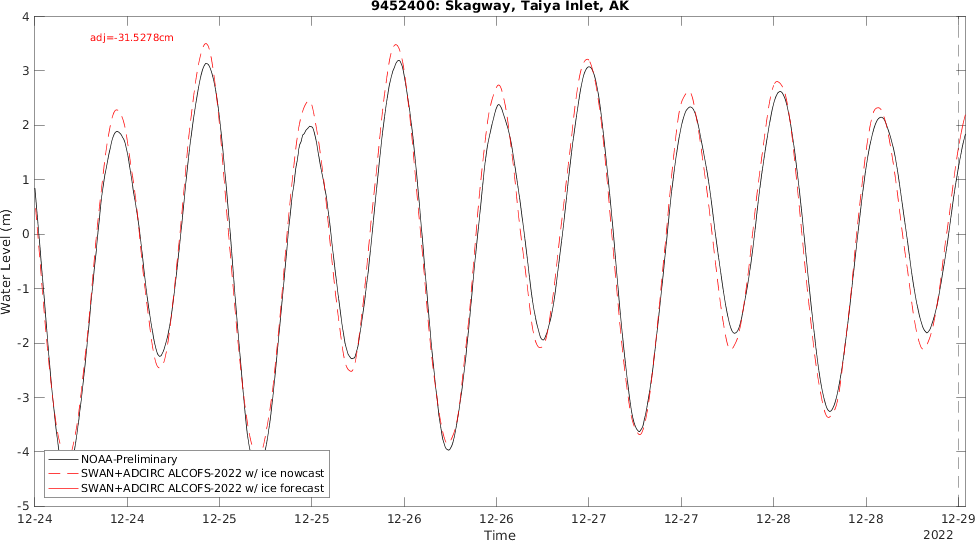 9452400: Skagway, Taiya Inlet, AK
adj=-31.5278cm
4
3
2
1
0
-1
-2
-3
-4
-5
Water Level (m)
NOAA-Preliminary
SWAN+ADCIRC ALCOFS-2022 w/ ice nowcast
SWAN+ADCIRC ALCOFS-2022 w/ ice forecast
12-24 12-24 12-25 12-25 12-26 12-26 12-27 12-27 12-28 12-28 12-29
Time
2022